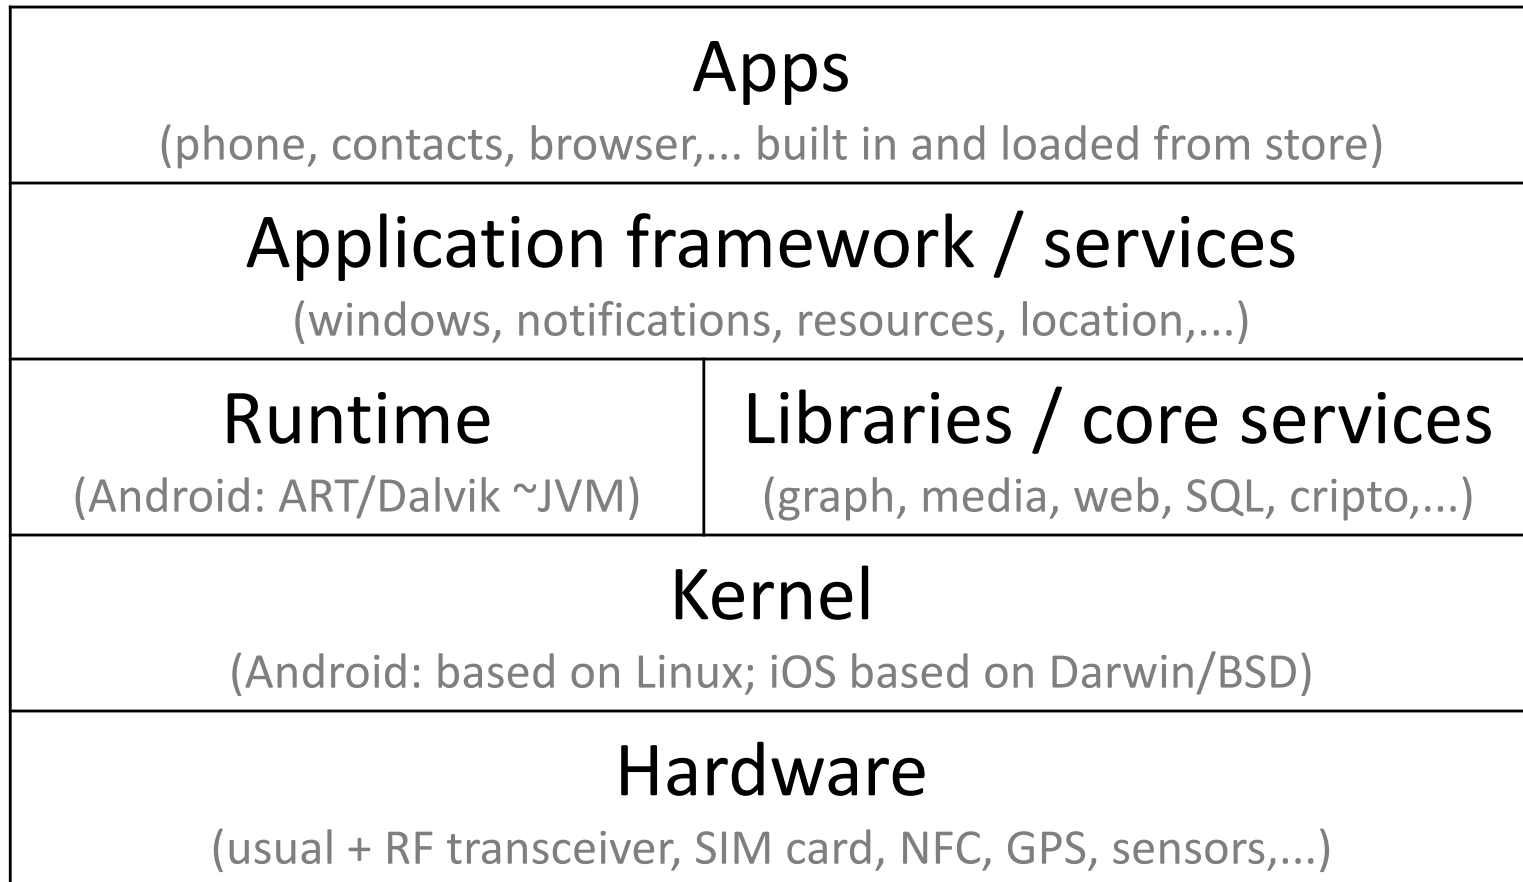 Apps
(phone, contacts, browser,... built in and loaded from store)
Application framework / services
(windows, notifications, resources, location,...)
Runtime
(Android: ART/Dalvik ~JVM)
Libraries / core services
(graph, media, web, SQL, cripto,...)
Kernel
(Android: based on Linux; iOS based on Darwin/BSD)
Hardware
(usual + RF transceiver, SIM card, NFC, GPS, sensors,...)